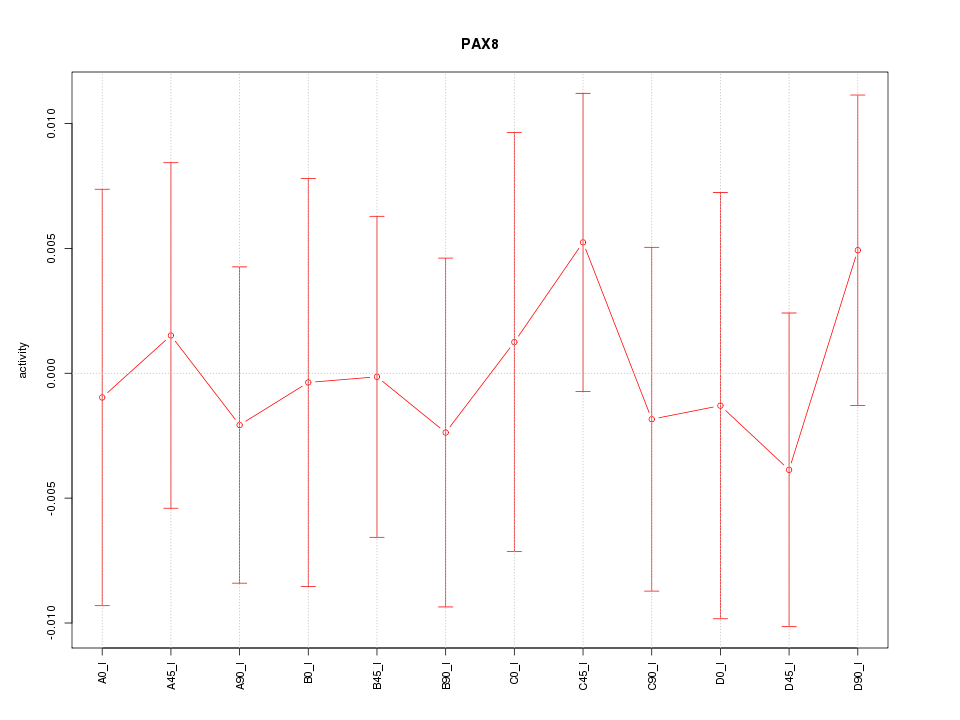 PAX8
activity
0.010
0.005
0.000
-0.005
-0.010
A0_I
A45_I
A90_I
B0_I
B45_I
B90_I
C0_I
C45_I
C90_I
D0_I
D45_I
D90_I